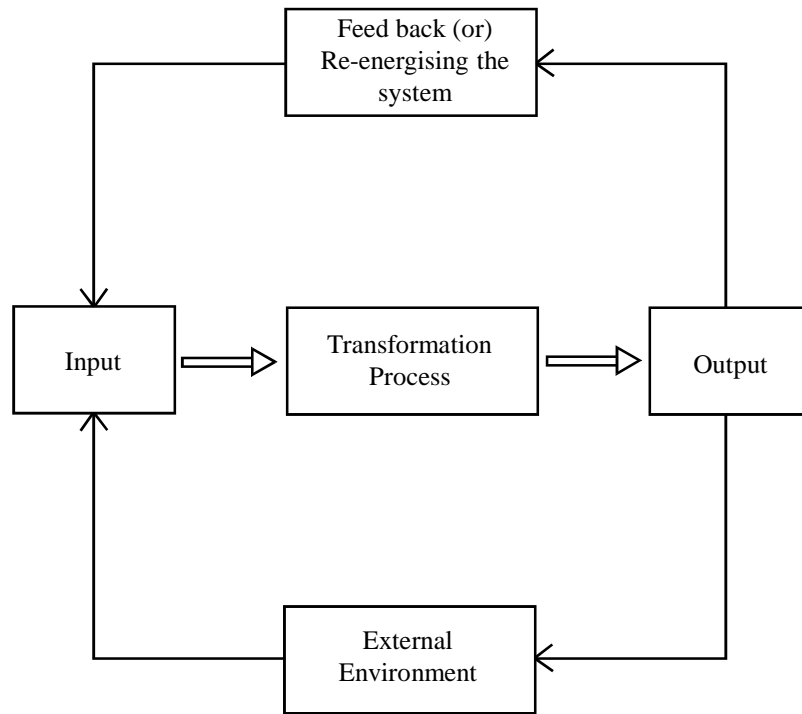 Feed back (or)
Re-energising the
system
Input
Transformation
Process
Output
External
Environment